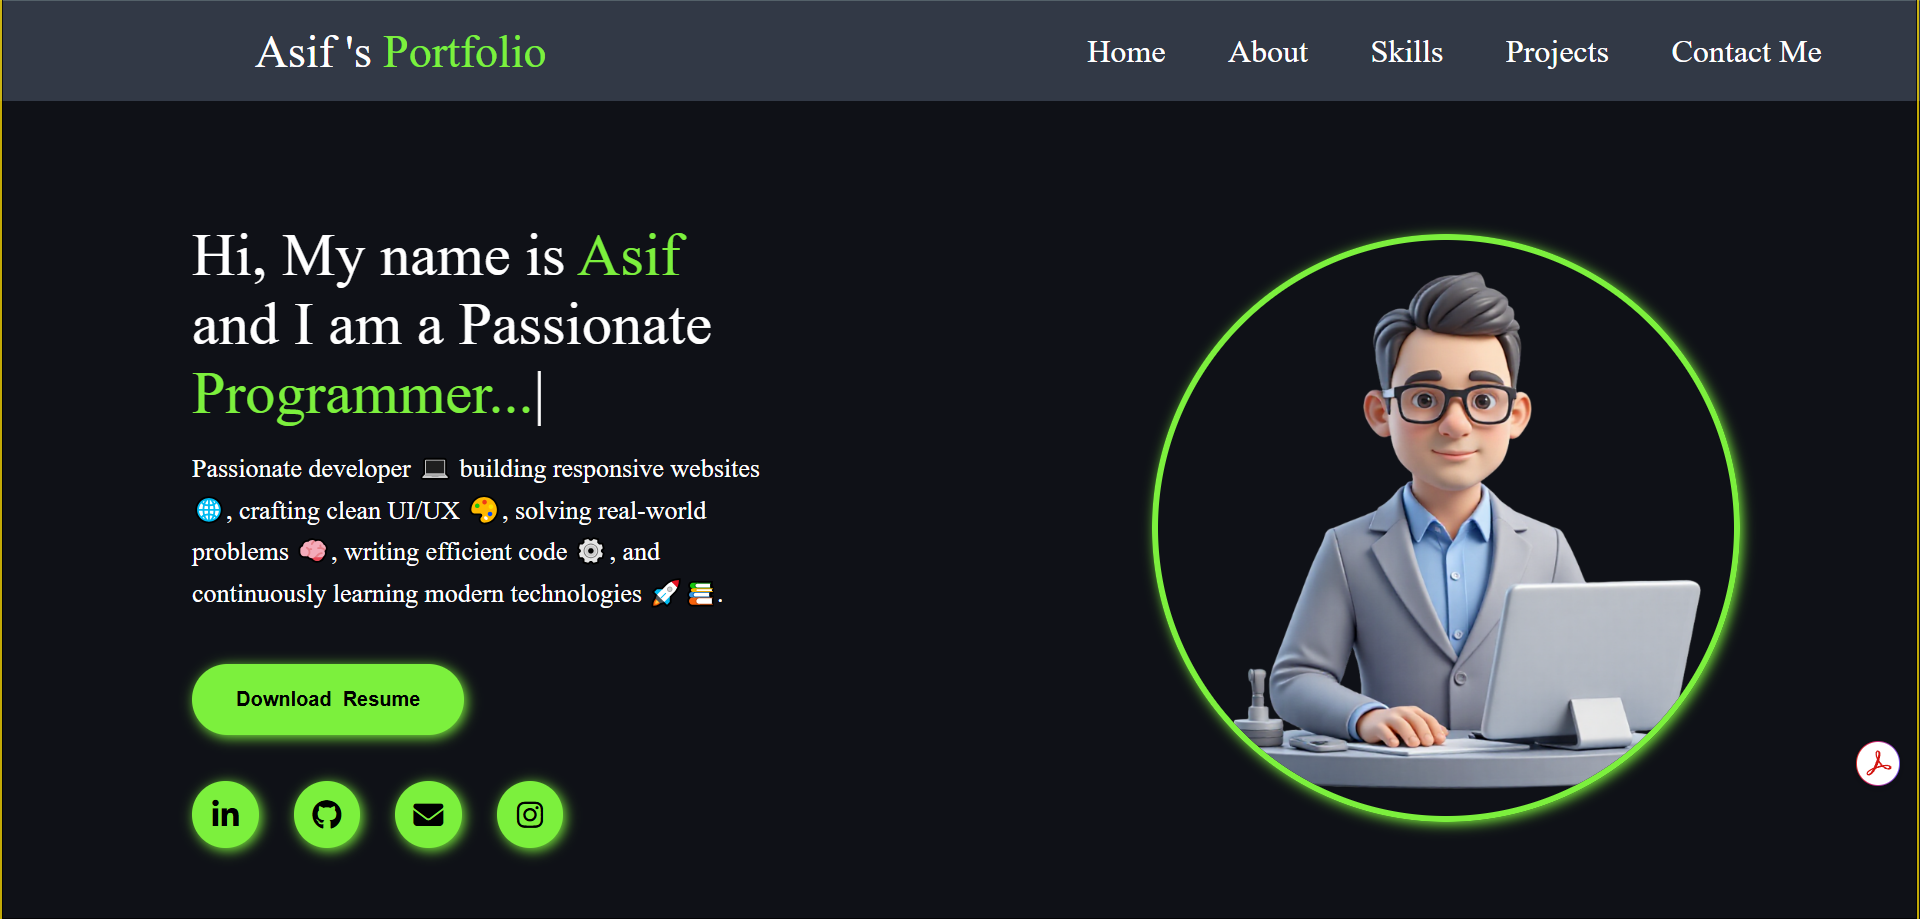 Asif 's Portfolio
Home About Skills Projects Contact Me
Hi, My name is Asif
and I am a Passionate
Programmer...|
Passionate developer 💻 building responsive websites
🌐, crafting clean UI/UX 🎨, solving real-world
problems 🧠, writing efficient code ⚙️, and
continuously learning modern technologies 🚀📚.
Download Resume
in